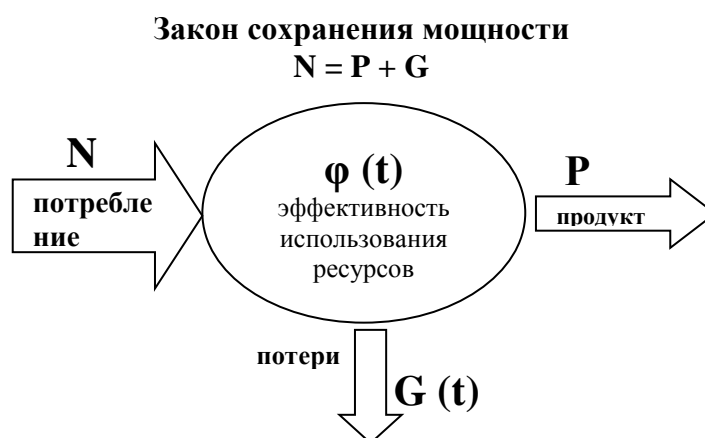 Закон сохранения мощности
N = P + G
N
потребле
ние
φ (t)
эффективность
использования
ресурсов
P
продукт
потери
G (t)